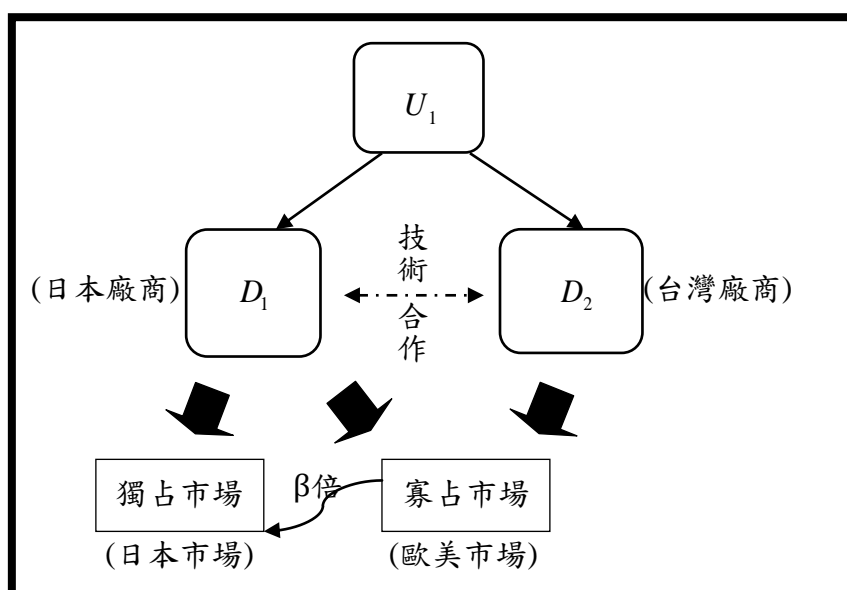 U₁
(日本廠商)
D₁
技
術
合
作
D₂
(台灣廠商)
獨占市場
β倍
寡占市場
(日本市場)
(歐美市場)